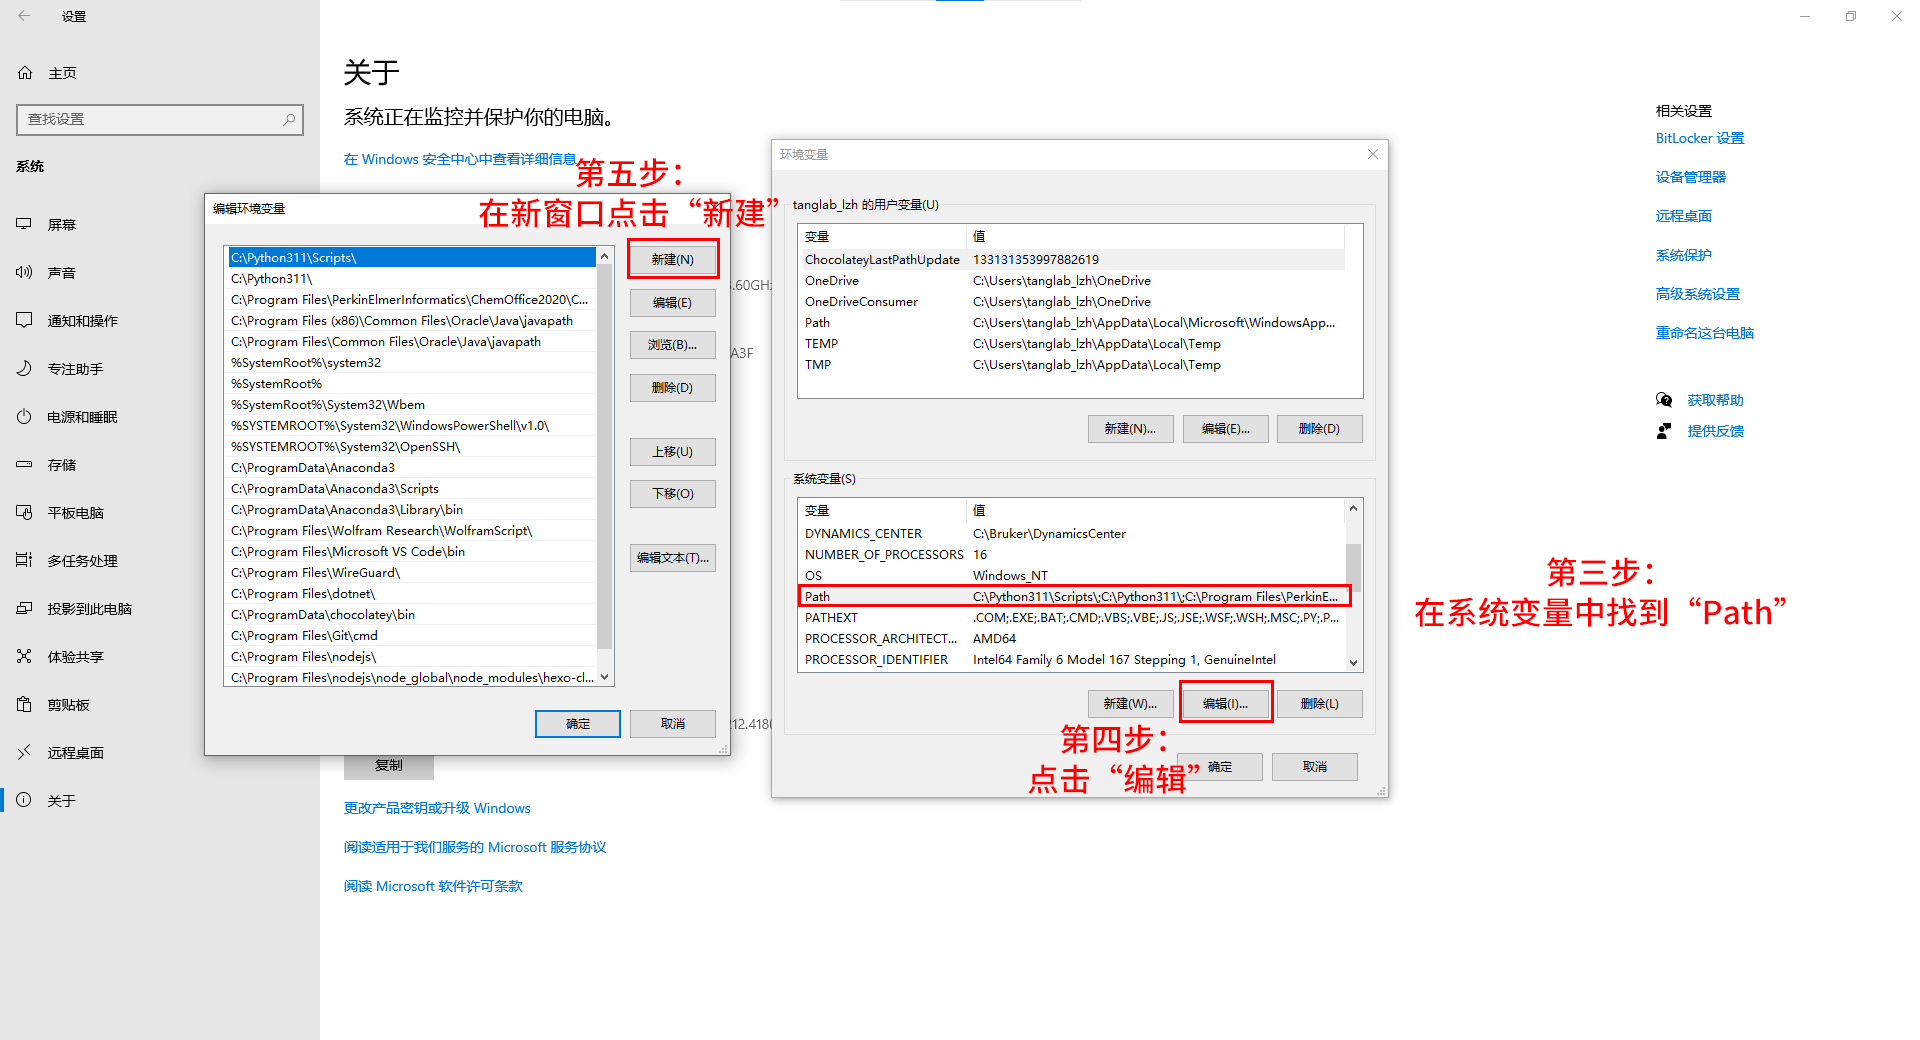 设置
主页
查找设置
系统
屏幕
声音
通知和操作
专注助手
电源和睡眠
存储
平板电脑
多任务处理
投影到此电脑
体验共享
剪贴板
远程桌面
关于
关于
系统正在监控并保护你的电脑。
在 Windows 安全中心中查看详细信息
第五步：
在新窗口点击“新建”
编辑环境变量
C:\Python311\Scripts\
C:\Python311\
C:\Program Files\PerkinElmerInformatics\ChemOffice2020\C...
C:\Program Files (x86)\Common Files\Oracle\Java\javapath
C:\Program Files\Common Files\Oracle\Java\javapath
%SystemRoot%\system32
%SystemRoot%
%SystemRoot%\System32\Wbem
%SYSTEMROOT%\System32\WindowsPowerShell\v1.0\
%SYSTEMROOT%\System32\OpenSSH\
C:\ProgramData\Anaconda3
C:\ProgramData\Anaconda3\Scripts
C:\ProgramData\Anaconda3\Library\bin
C:\Program Files\Wolfram Research\WolframScript\
C:\Program Files\Microsoft VS Code\bin
C:\Program Files\WireGuard\
C:\Program Files\dotnet\
C:\ProgramData\chocolatey\bin
C:\Program Files\Git\cmd
C:\Program Files\nodejs\
C:\Program Files\nodejs\node_global\node_modules\hexo-cl...
新建(N)
编辑(E)
浏览(B)...
删除(D)
上移(U)
下移(O)
编辑文本(T)...
确定
取消
.60GHz
A3F
212.4180
复制
更改产品密钥或升级 Windows
阅读适用于我们服务的 Microsoft 服务协议
阅读 Microsoft 软件许可条款
环境变量
tanglab_lzh 的用户变量(U)
变量 值
ChocolateyLastPathUpdate 133131353997882619
OneDrive C:\Users\tanglab_lzh\OneDrive
OneDriveConsumer C:\Users\tanglab_lzh\OneDrive
Path C:\Users\tanglab_lzh\AppData\Local\Microsoft\WindowsApp...
TEMP C:\Users\tanglab_lzh\AppData\Local\Temp
TMP C:\Users\tanglab_lzh\AppData\Local\Temp
新建(N)... 编辑(E)... 删除(D)
系统变量(S)
变量 值
DYNAMICS_CENTER C:\Bruker\DynamicsCenter
NUMBER_OF_PROCESSORS 16
OS Windows_NT
Path C:\Python311\Scripts\;C:\Python311\;C:\Program Files\PerkinE...
PATHEXT .COM;.EXE;.BAT;.CMD;.VBS;.VBE;.JS;.JSE;.WSF;.WSH;.MSC;.PY;.P...
PROCESSOR_ARCHITECT... AMD64
PROCESSOR_IDENTIFIER Intel64 Family 6 Model 167 Stepping 1, GenuineIntel
新建(W)... 编辑(I)... 删除(L)
第四步：
点击“编辑”
确定 取消
第三步：
在系统变量中找到“Path”
相关设置
BitLocker 设置
设备管理器
远程桌面
系统保护
高级系统设置
重命名这台电脑
获取帮助
提供反馈